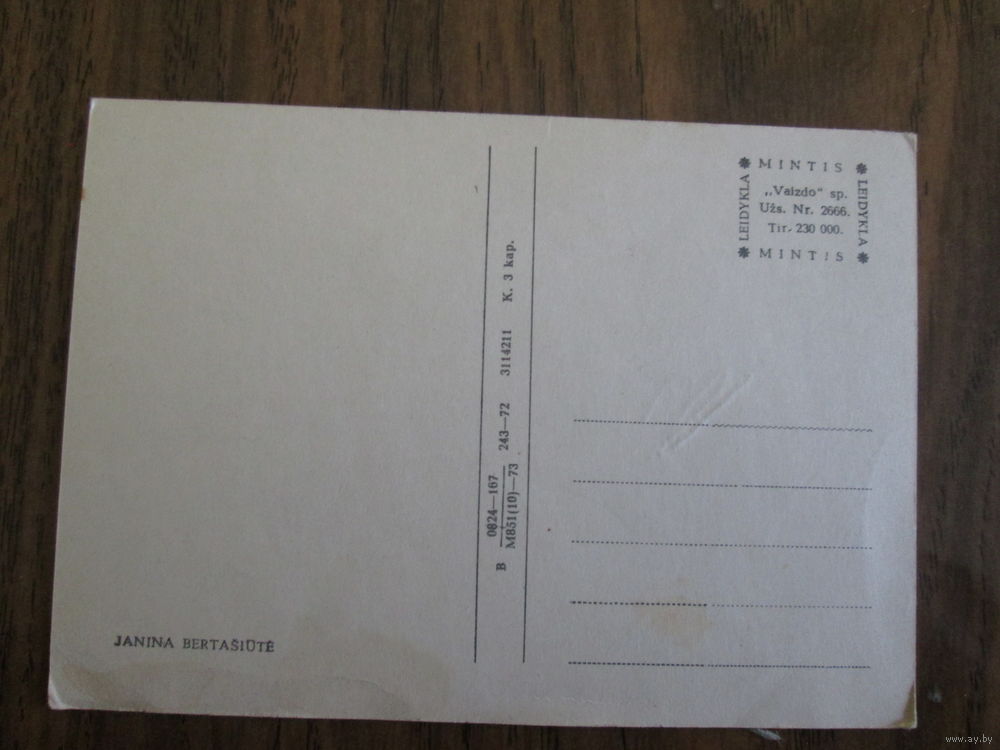 MINTIS
LEIDYKLA
„Vaizdo“ sp.
Užs. Nr. 2666.
Tir. 230 000.
LEIDYKLA
MINTIS
B 0824—167
M851(10)—73 243—72 3114211 K. 3 kap.
JANINA BERTAŠIŪTĖ
www.ay.by